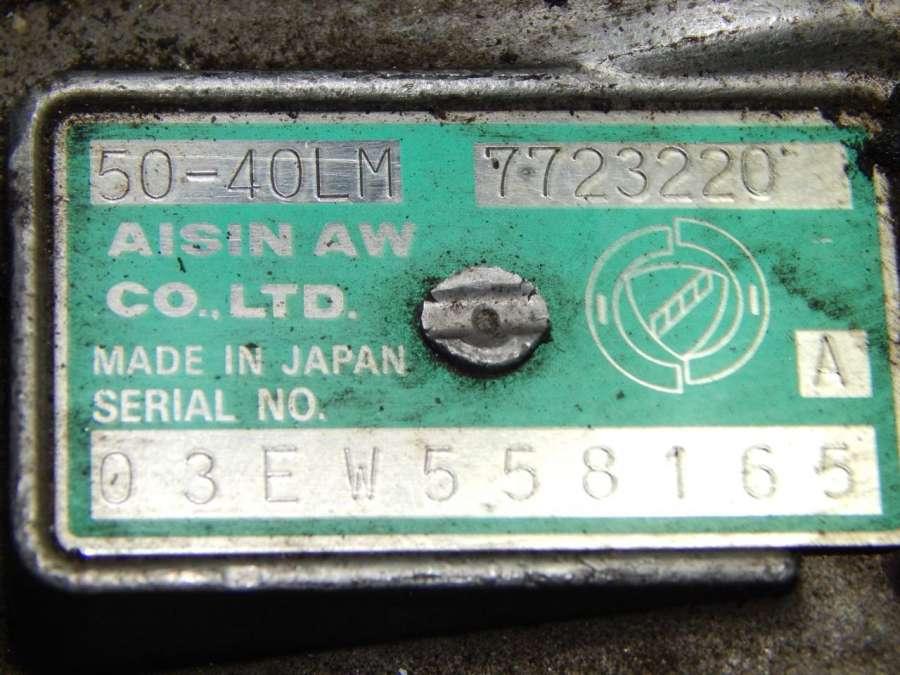 50-40LM 7723220
AISIN AW
CO., LTD.
MADE IN JAPAN
SERIAL NO.
A
03EW558165